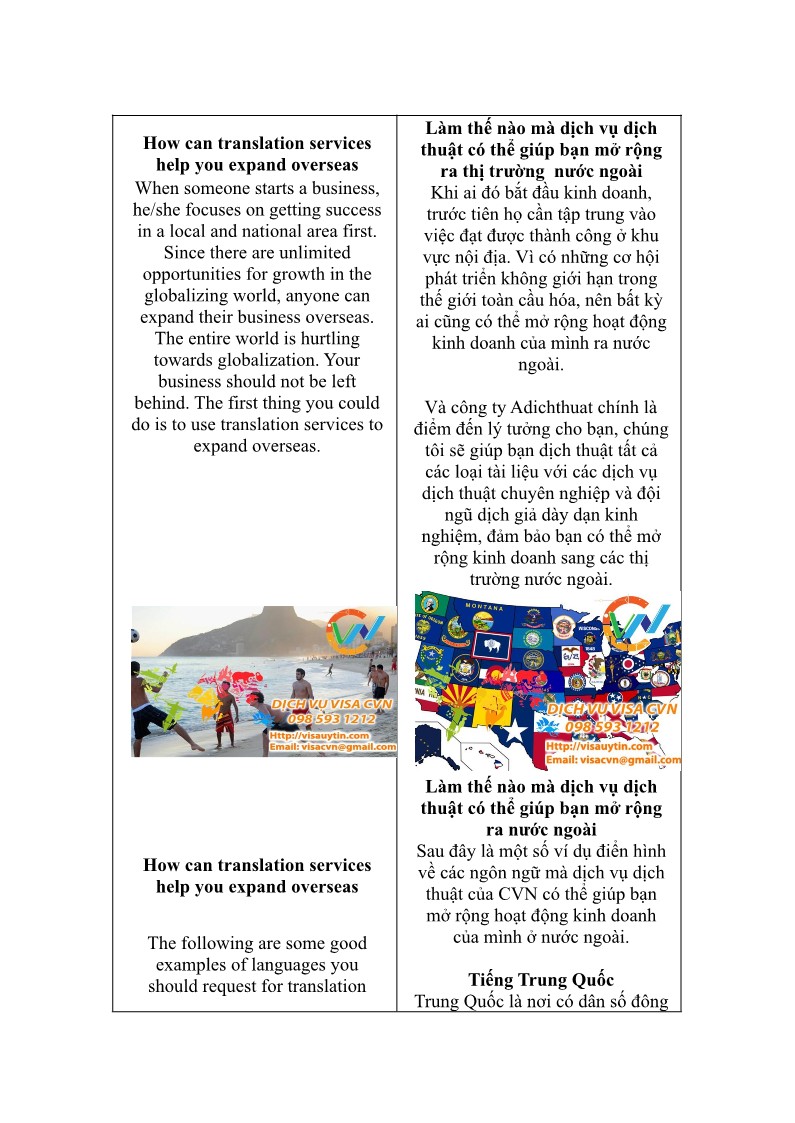 How can translation services
help you expand overseas
When someone starts a business,
he/she focuses on getting success
in a local and national area first.
Since there are unlimited
opportunities for growth in the
globalizing world, anyone can
expand their business overseas.
The entire world is hurtling
towards globalization. Your
business should not be left
behind. The first thing you could
do is to use translation services to
expand overseas.
CVN
DỊCH VỤ VISA CVN
098 593 1212
Http://visauytin.com
Email: visacvn@gmail.com
How can translation services
help you expand overseas
The following are some good
examples of languages you
should request for translation
Làm thế nào mà dịch vụ dịch
thuật có thể giúp bạn mở rộng
ra thị trường  nước ngoài
Khi ai đó bắt đầu kinh doanh,
trước tiên họ cần tập trung vào
việc đạt được thành công ở khu
vực nội địa. Vì có những cơ hội
phát triển không giới hạn trong
thế giới toàn cầu hóa, nên bất kỳ
ai cũng có thể mở rộng hoạt động
kinh doanh của mình ra nước
ngoài.
Và công ty Adichthuat chính là
điểm đến lý tưởng cho bạn, chúng
tôi sẽ giúp bạn dịch thuật tất cả
các loại tài liệu với các dịch vụ
dịch thuật chuyên nghiệp và đội
ngũ dịch giả dày dạn kinh
nghiệm, đảm bảo bạn có thể mở
rộng kinh doanh sang các thị
trường nước ngoài.
MONTANA
CVN
DỊCH VỤ VISA CVN
098 593 1212
Http://visauytin.com
Email: visacvn@gmail.com
Làm thế nào mà dịch vụ dịch
thuật có thể giúp bạn mở rộng
ra nước ngoài
Sau đây là một số ví dụ điển hình
về các ngôn ngữ mà dịch vụ dịch
thuật của CVN có thể giúp bạn
mở rộng hoạt động kinh doanh
của mình ở nước ngoài.
Tiếng Trung Quốc
Trung Quốc là nơi có dân số đông